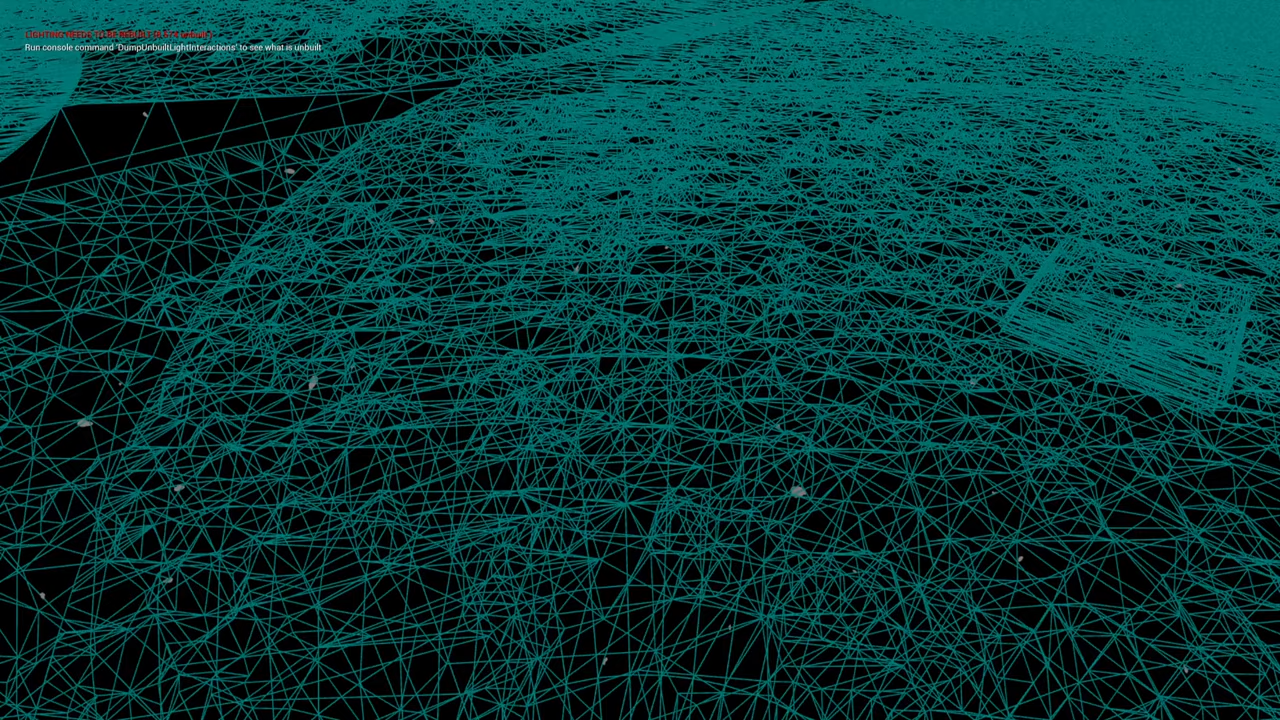 LIGHTING NEEDS TO BE REBUILT
Run console command 'DumpUnbuiltLightInteractions' to see what is unbuilt